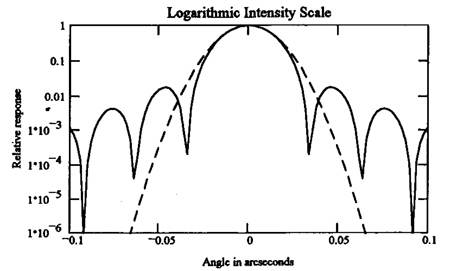 Logarithmic Intensity Scale
1
0.1
0.01
1*10⁻³
1*10⁻⁴
1*10⁻⁵
1*10⁻⁶
Relative response
−0.1 −0.05 0 0.05 0.1
Angle in arcseconds